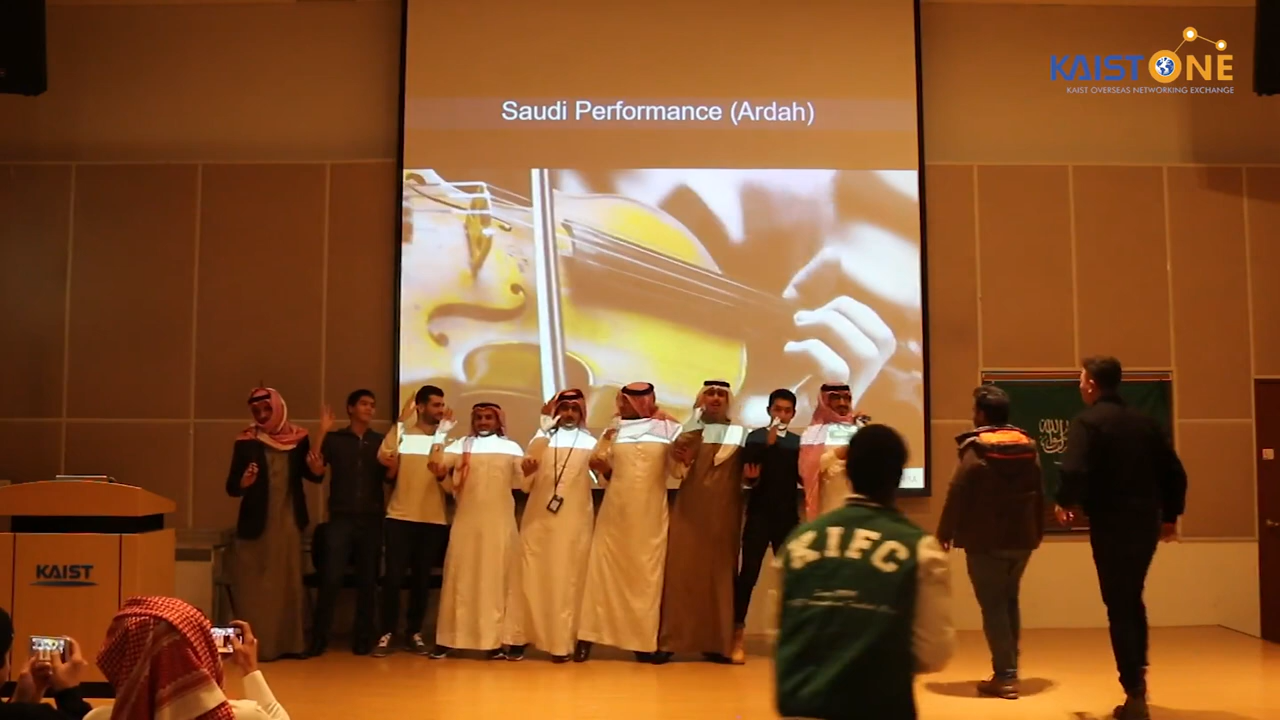 KAIST ONE
KAIST OVERSEAS NETWORKING EXCHANGE
Saudi Performance (Ardah)
KAIST
KIFC